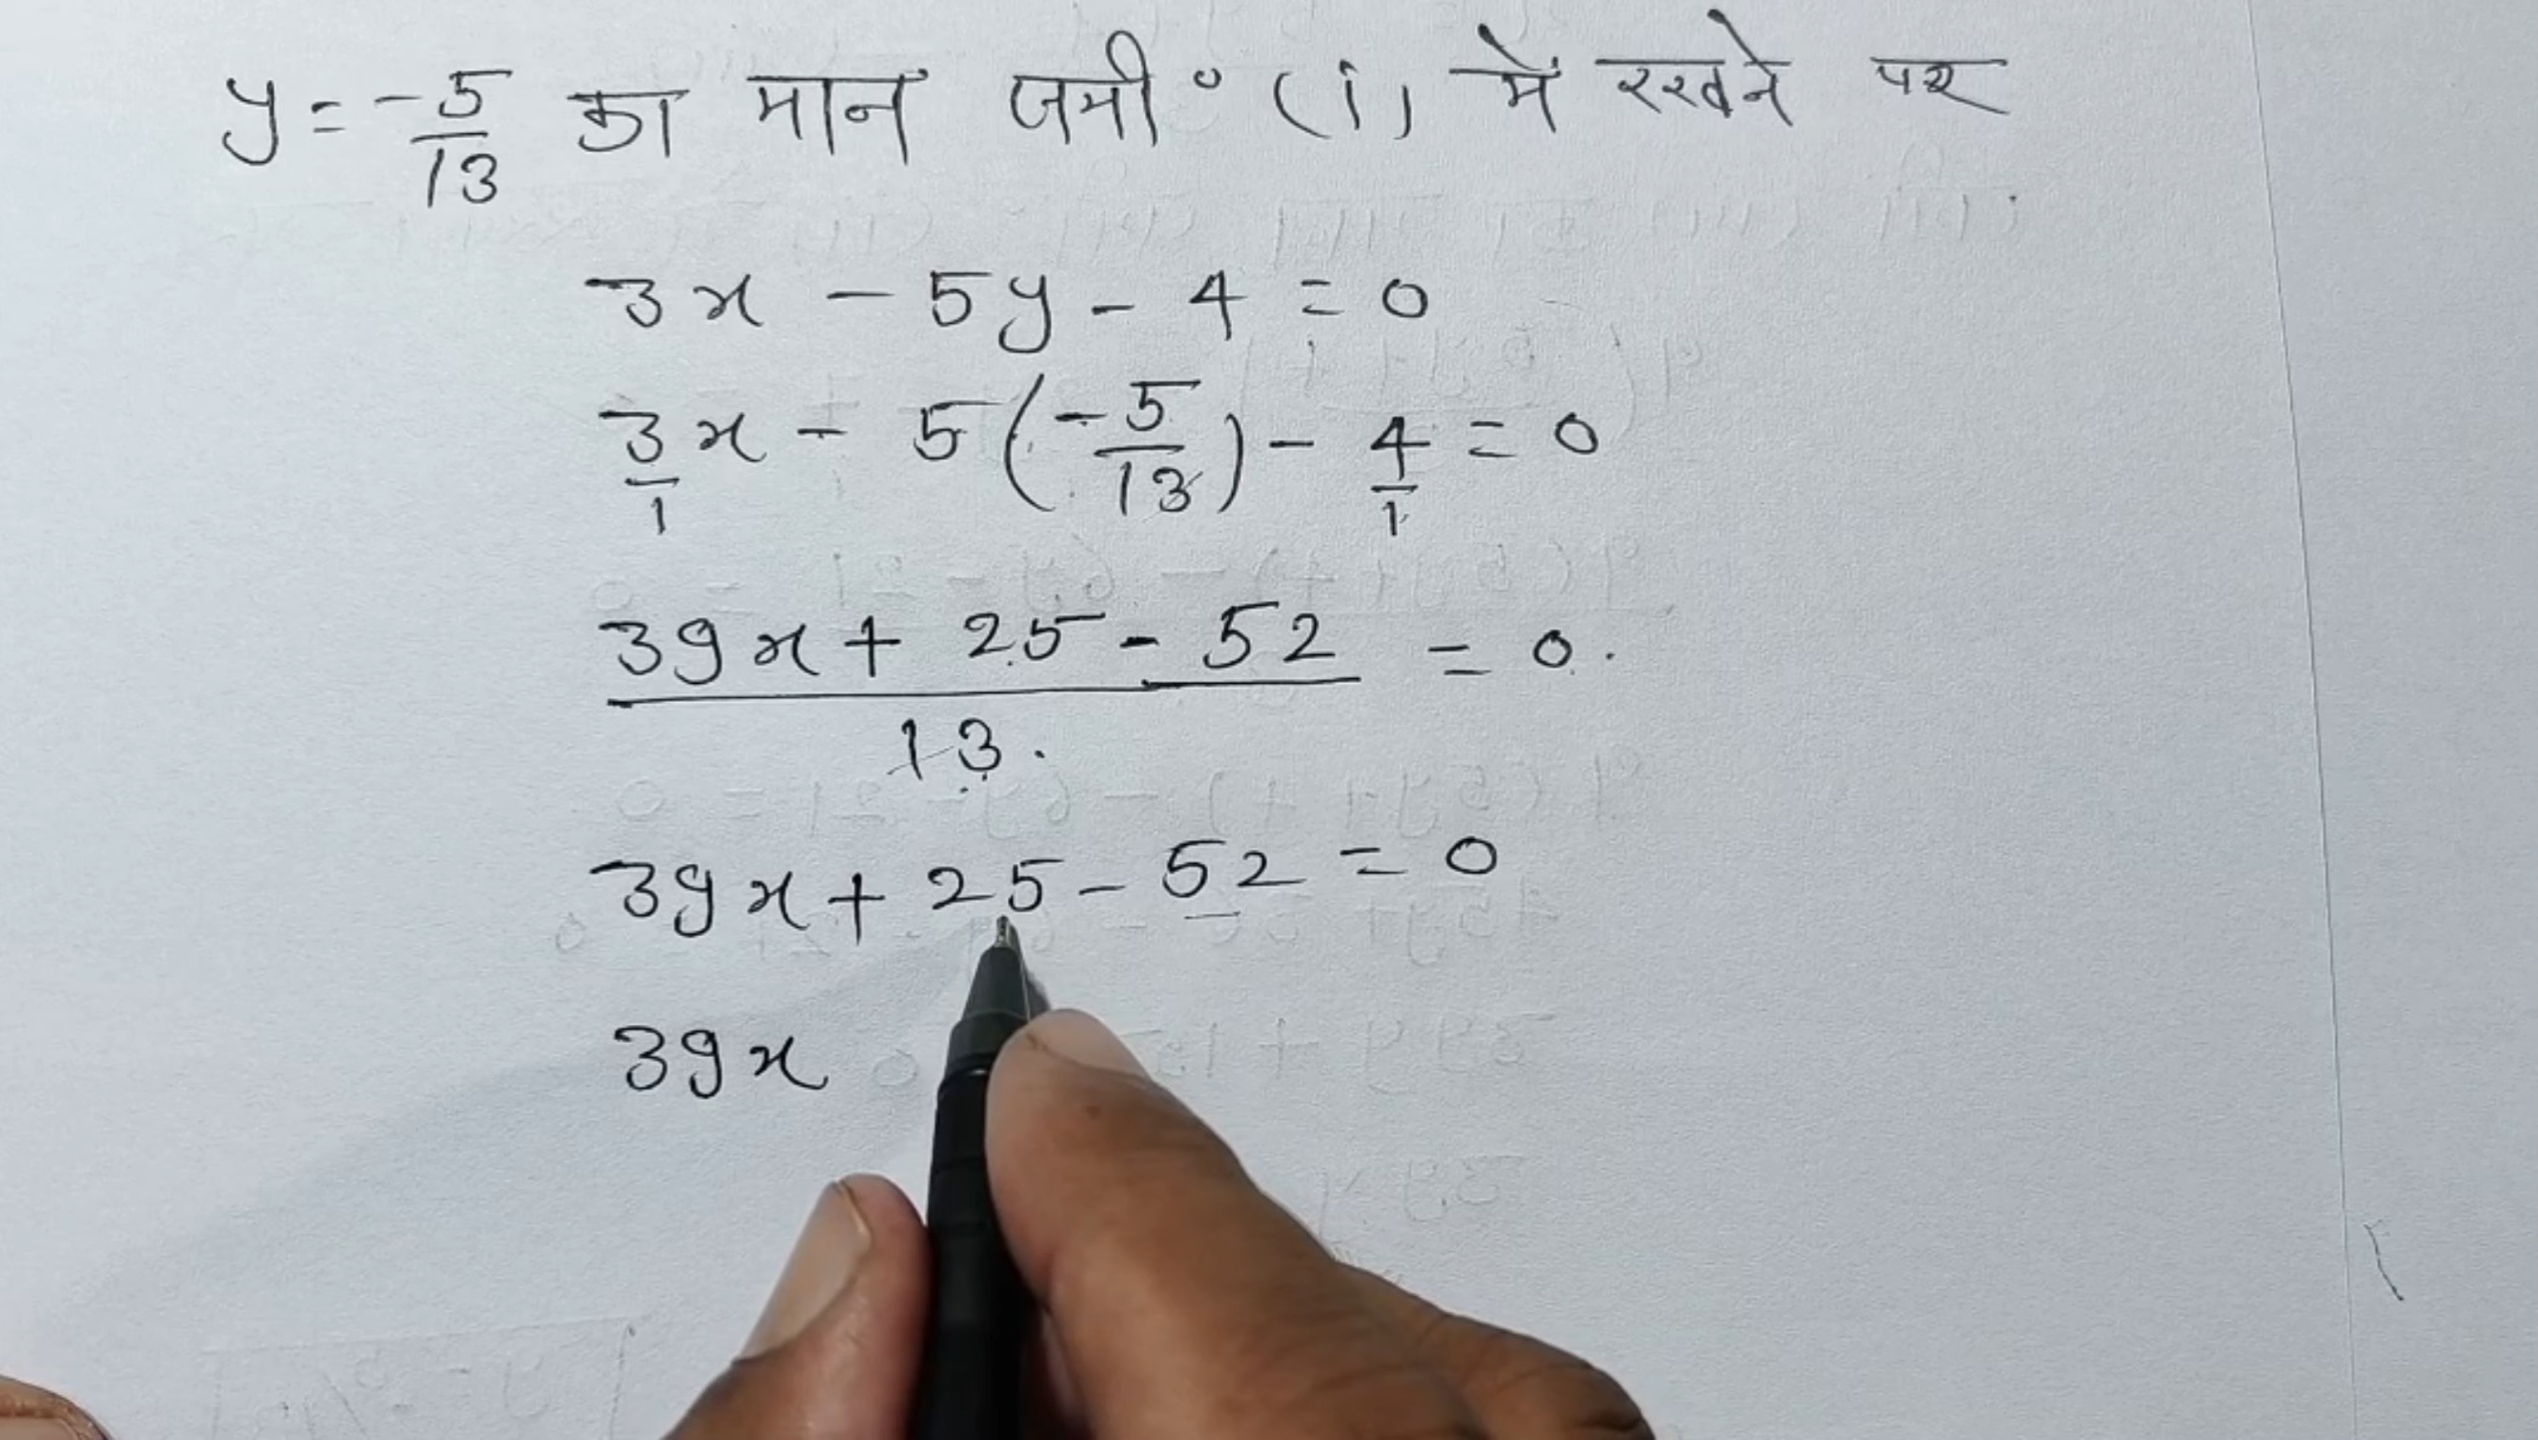 y = -5/13 का मान समी० (i) में रखने पर
3x - 5y - 4 = 0
3/1 x - 5(-5/13) - 4/1 = 0
39x + 25 - 52 / 13 = 0
39x + 25 - 52 = 0
39x